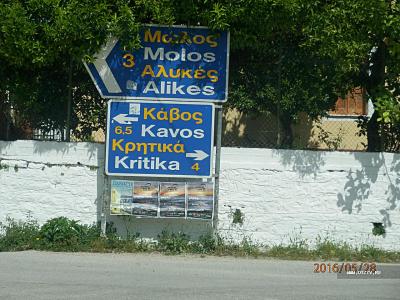 Μώλος
3 Molos
Αλυκές
Alikes
Κάβος
6.5 Kavos
Κρητικά
Kritika 4
2016/05/28